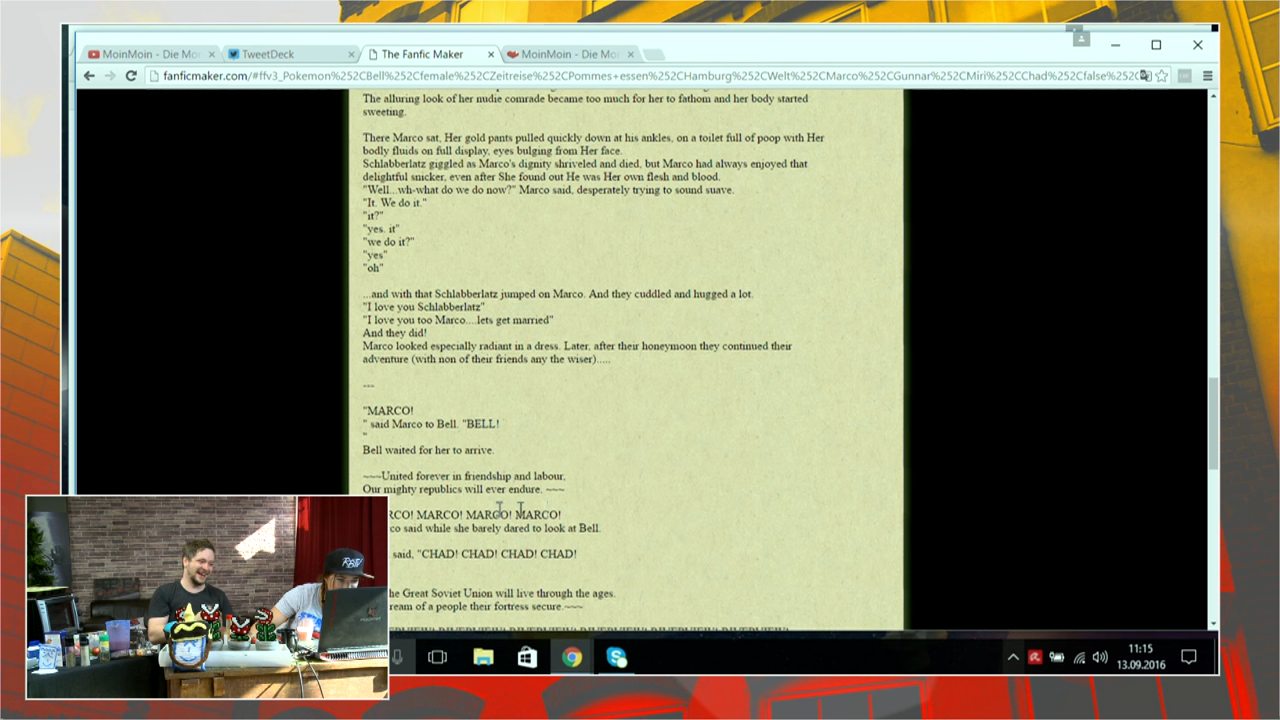 MoinMoin - Die Mo
TweetDeck
The Fanfic Maker
MoinMoin - Die Mo
fanficmaker.com/#ffv3_Pokemon%252CBell%252Cfemale%252CZeitreise%252CPommes+essen%252CHamburg%252CWelt%252CMarco%252CGunnar%252CMiri%252CChad%252Cfalse%252C
The alluring look of her nudie comrade became too much for her to fathom and her body started
sweeting.
There Marco sat, Her gold pants pulled quickly down at his ankles, on a toilet full of poop with Her
bodly fluids on full display, eyes bulging from Her face.
Schlabberlatz giggled as Marco's dignity shriveled and died, but Marco had always enjoyed that
delightful snicker, even after She found out He was Her own flesh and blood.
"Well...wh-what do we do now?" Marco said, desperately trying to sound suave.
"It. We do it."
"it?"
"yes. it"
"we do it?"
"yes"
"oh"
...and with that Schlabberlatz jumped on Marco. And they cuddled and hugged a lot.
"I love you Schlabberlatz"
"I love you too Marco....lets get married"
And they did!
Marco looked especially radiant in a dress. Later, after their honeymoon they continued their
adventure (with non of their friends any the wiser).....
---
"MARCO!
" said Marco to Bell. "BELL!
"
Bell waited for her to arrive.
~~~United forever in friendship and labour,
Our mighty republics will ever endure. ~~~
RCO! MARCO! MARCO! MARCO!
co said while she barely dared to look at Bell.
said, "CHAD! CHAD! CHAD! CHAD!
he Great Soviet Union will live through the ages.
ream of a people their fortress secure.~~~
RBTV
11:15
13.09.2016